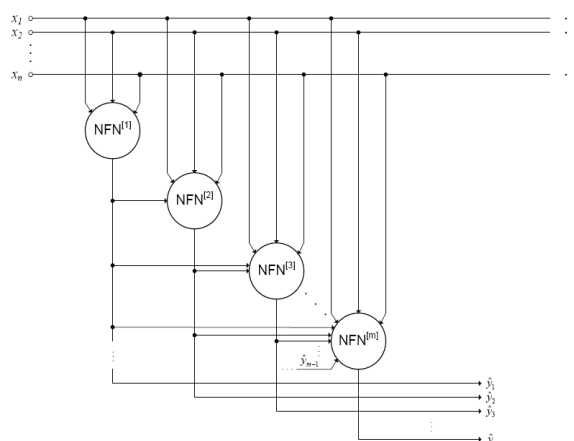 x₁
x₂
xₙ
NFN[1]
NFN[2]
NFN[3]
NFN[m]
ŷₘ₋₁
ŷ₁
ŷ₂
ŷ₃
ŷ